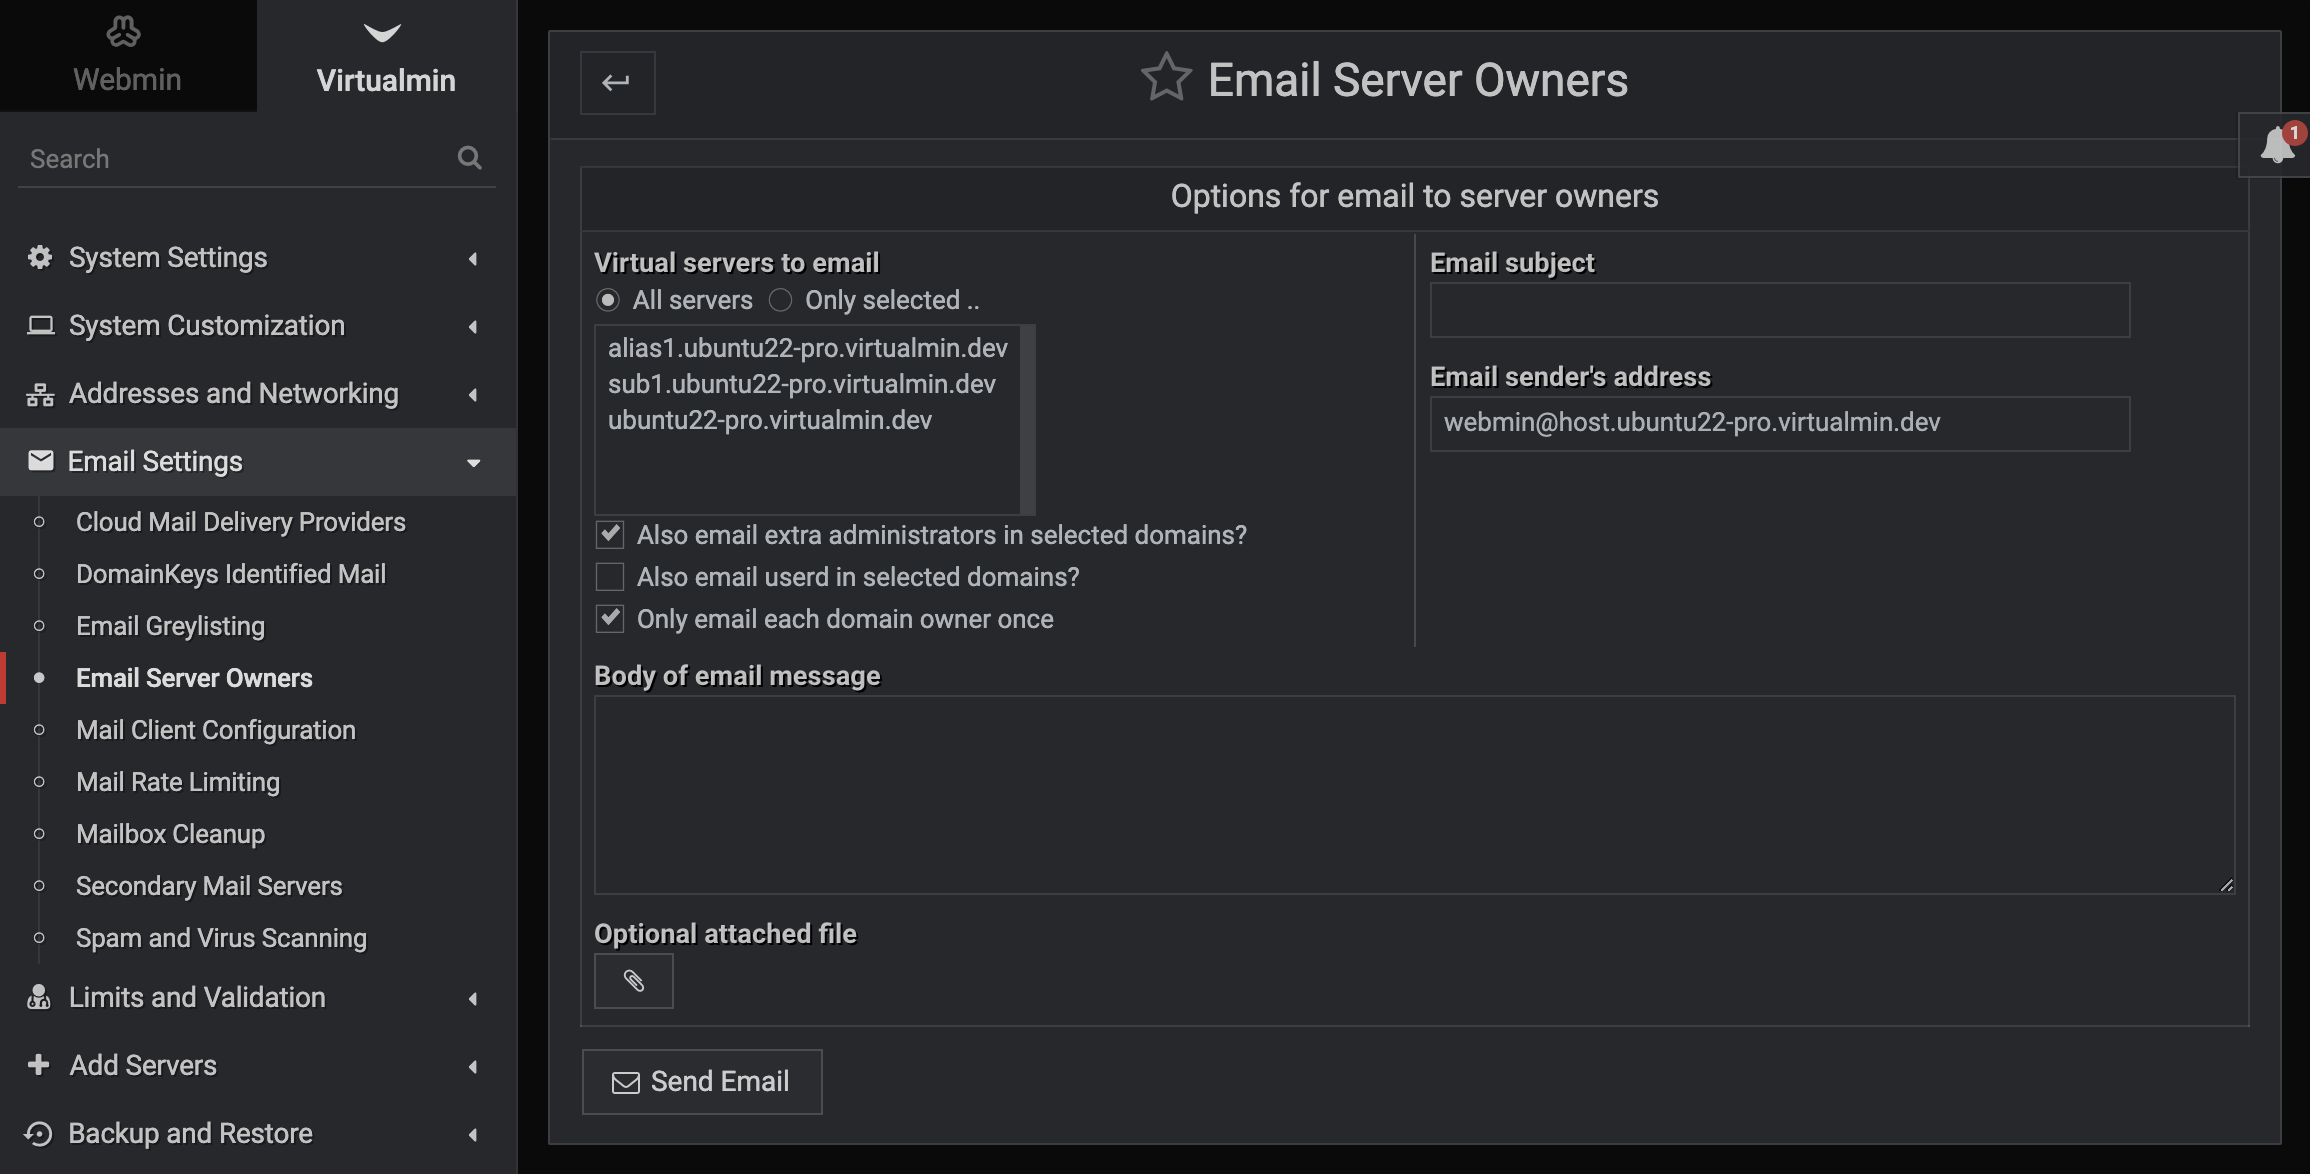 Webmin
Virtualmin
Search
System Settings
System Customization
Addresses and Networking
Email Settings
Cloud Mail Delivery Providers
DomainKeys Identified Mail
Email Greylisting
Email Server Owners
Mail Client Configuration
Mail Rate Limiting
Mailbox Cleanup
Secondary Mail Servers
Spam and Virus Scanning
Limits and Validation
Add Servers
Backup and Restore
Email Server Owners
1
Options for email to server owners
Virtual servers to email
All servers Only selected ..
alias1.ubuntu22-pro.virtualmin.dev
sub1.ubuntu22-pro.virtualmin.dev
ubuntu22-pro.virtualmin.dev
Also email extra administrators in selected domains?
Also email userd in selected domains?
Only email each domain owner once
Email subject
Email sender's address
webmin@host.ubuntu22-pro.virtualmin.dev
Body of email message
Optional attached file
Send Email